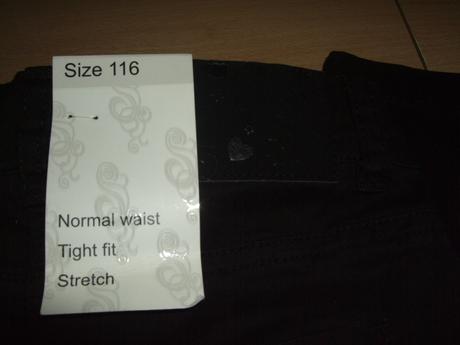 Size 116
Normal waist
Tight fit
Stretch